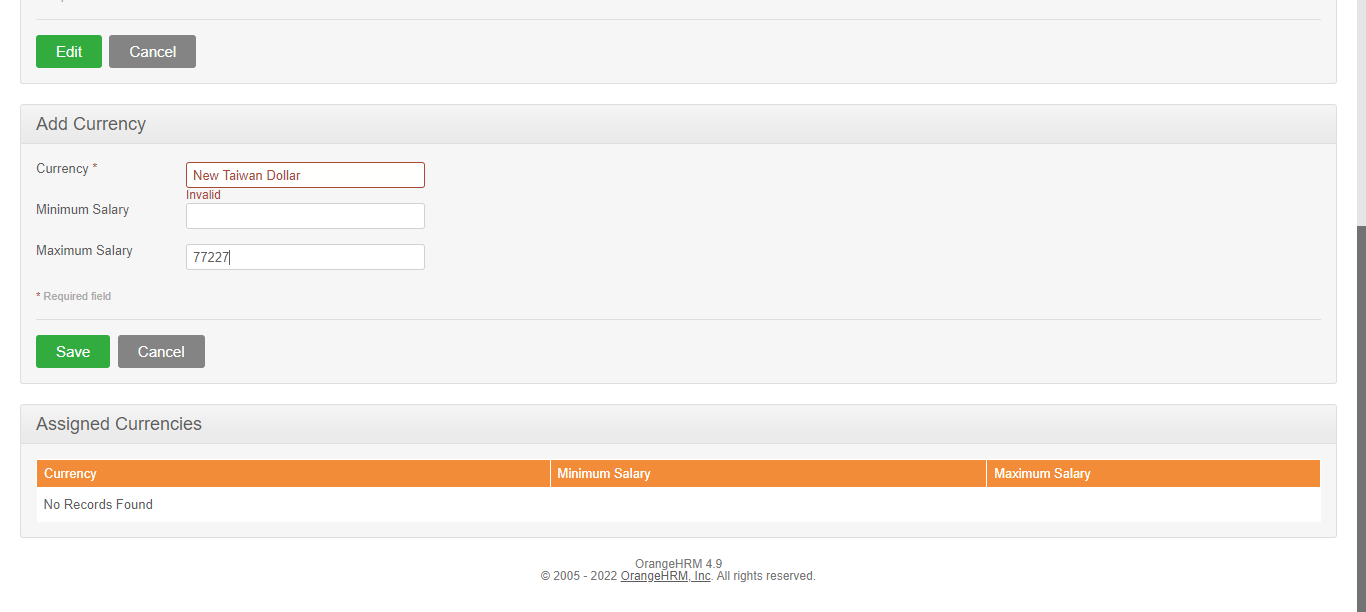 Edit Cancel
Add Currency
Currency * New Taiwan Dollar
Invalid
Minimum Salary
Maximum Salary 77227
* Required field
Save Cancel
Assigned Currencies
Currency Minimum Salary Maximum Salary
No Records Found
OrangeHRM 4.9
© 2005 - 2022 OrangeHRM, Inc. All rights reserved.